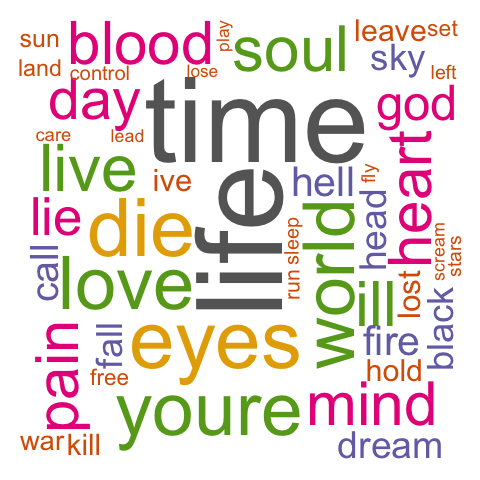 sun
blood
play
soul
leave
set
land
control
lose
sky
left
day
time
god
care
lead
live
ive
life
hell
fly
heart
lie
die
head
call
love
run
sleep
world
ill
lost
scream
stars
black
pain
fall
eyes
fire
free
hold
youre
mind
war
kill
dream